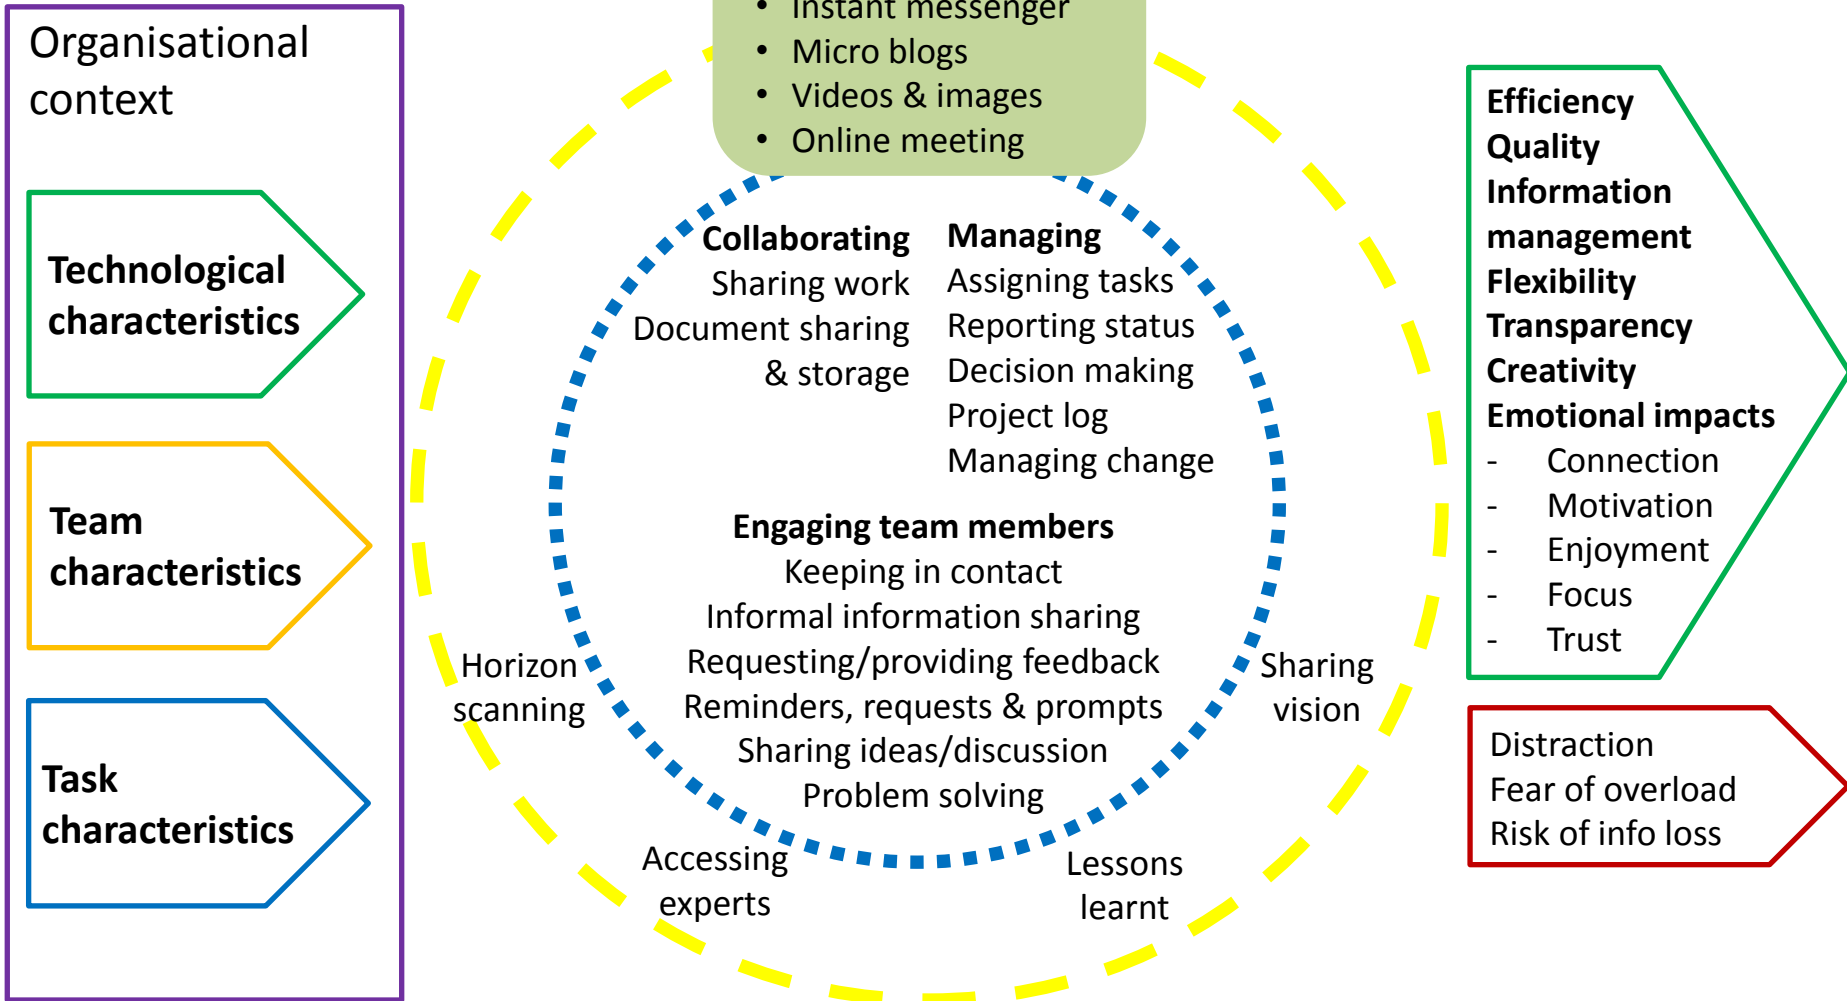 Organisational
context
Technological
characteristics
Team
characteristics
Task
characteristics
• Instant messenger
• Micro blogs
• Videos & images
• Online meeting
Collaborating
Sharing work
Document sharing
& storage
Managing
Assigning tasks
Reporting status
Decision making
Project log
Managing change
Engaging team members
Keeping in contact
Informal information sharing
Requesting/providing feedback
Reminders, requests & prompts
Sharing ideas/discussion
Problem solving
Horizon
scanning
Accessing
experts
Lessons
learnt
Sharing
vision
Efficiency
Quality
Information
management
Flexibility
Transparency
Creativity
Emotional impacts
- Connection
- Motivation
- Enjoyment
- Focus
- Trust
Distraction
Fear of overload
Risk of info loss